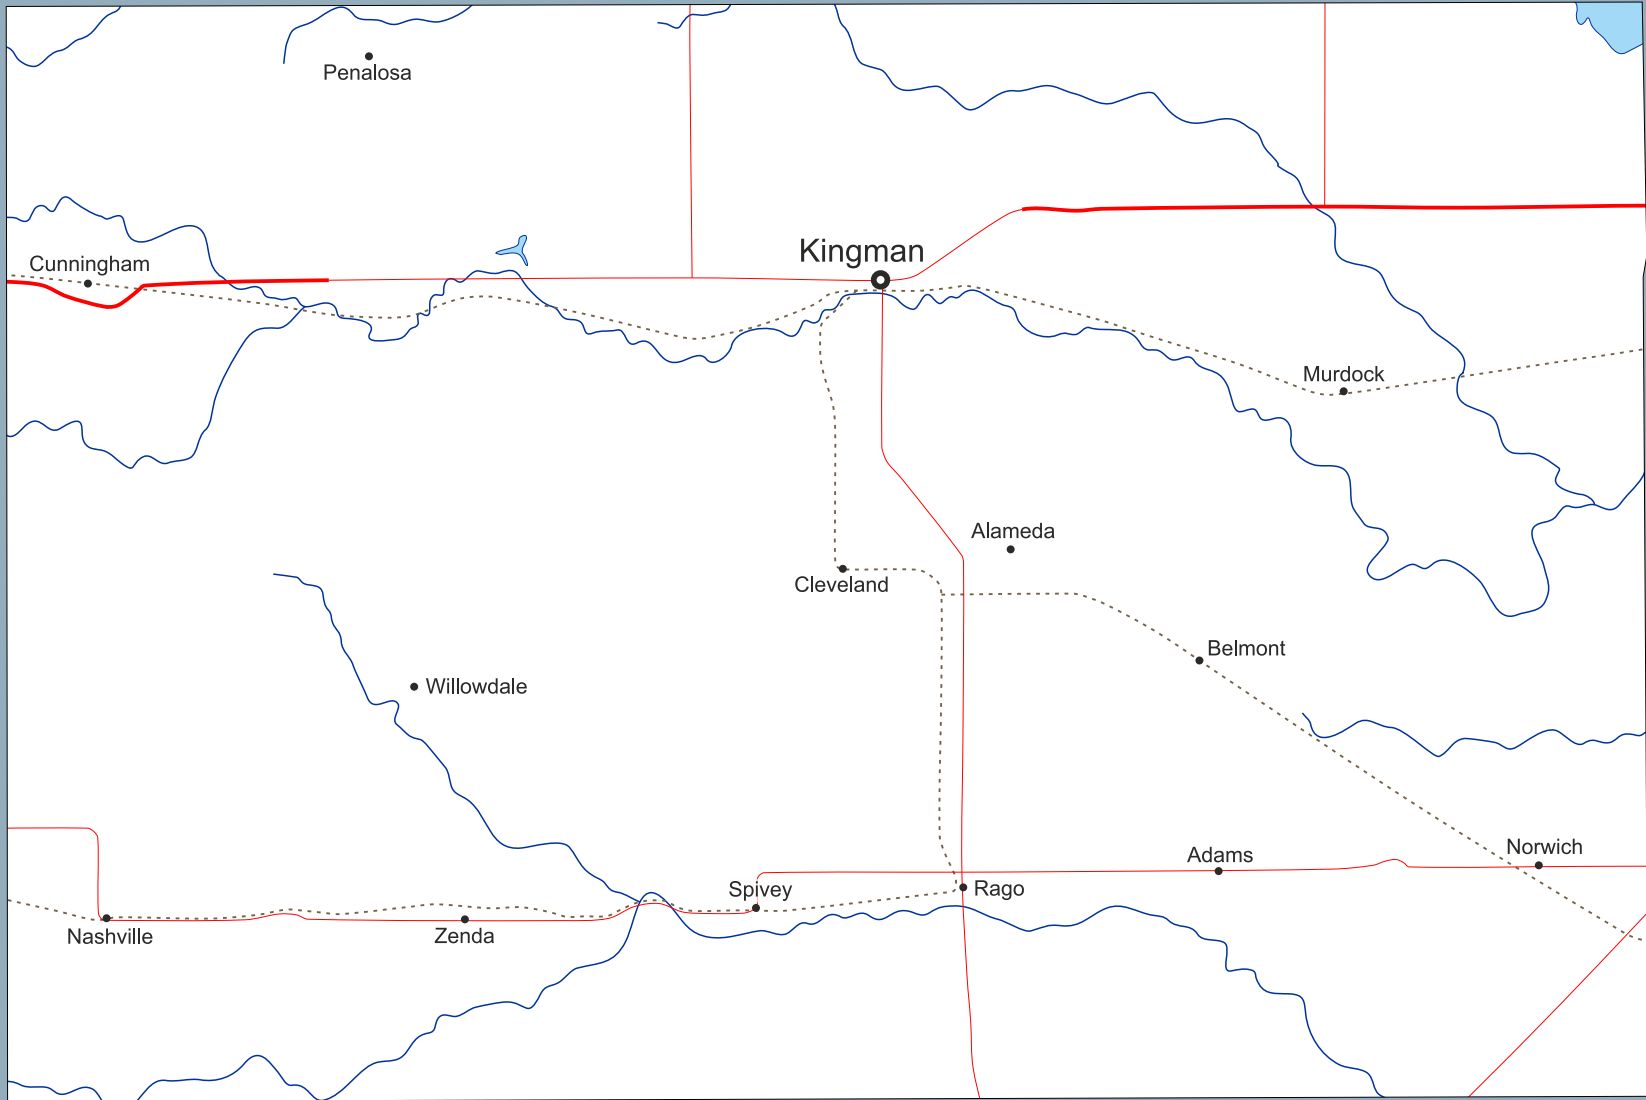 Penalosa
Kingman
Cunningham
Murdock
Alameda
Cleveland
Belmont
Willowdale
Norwich
Adams
Spivey
Rago
Nashville
Zenda